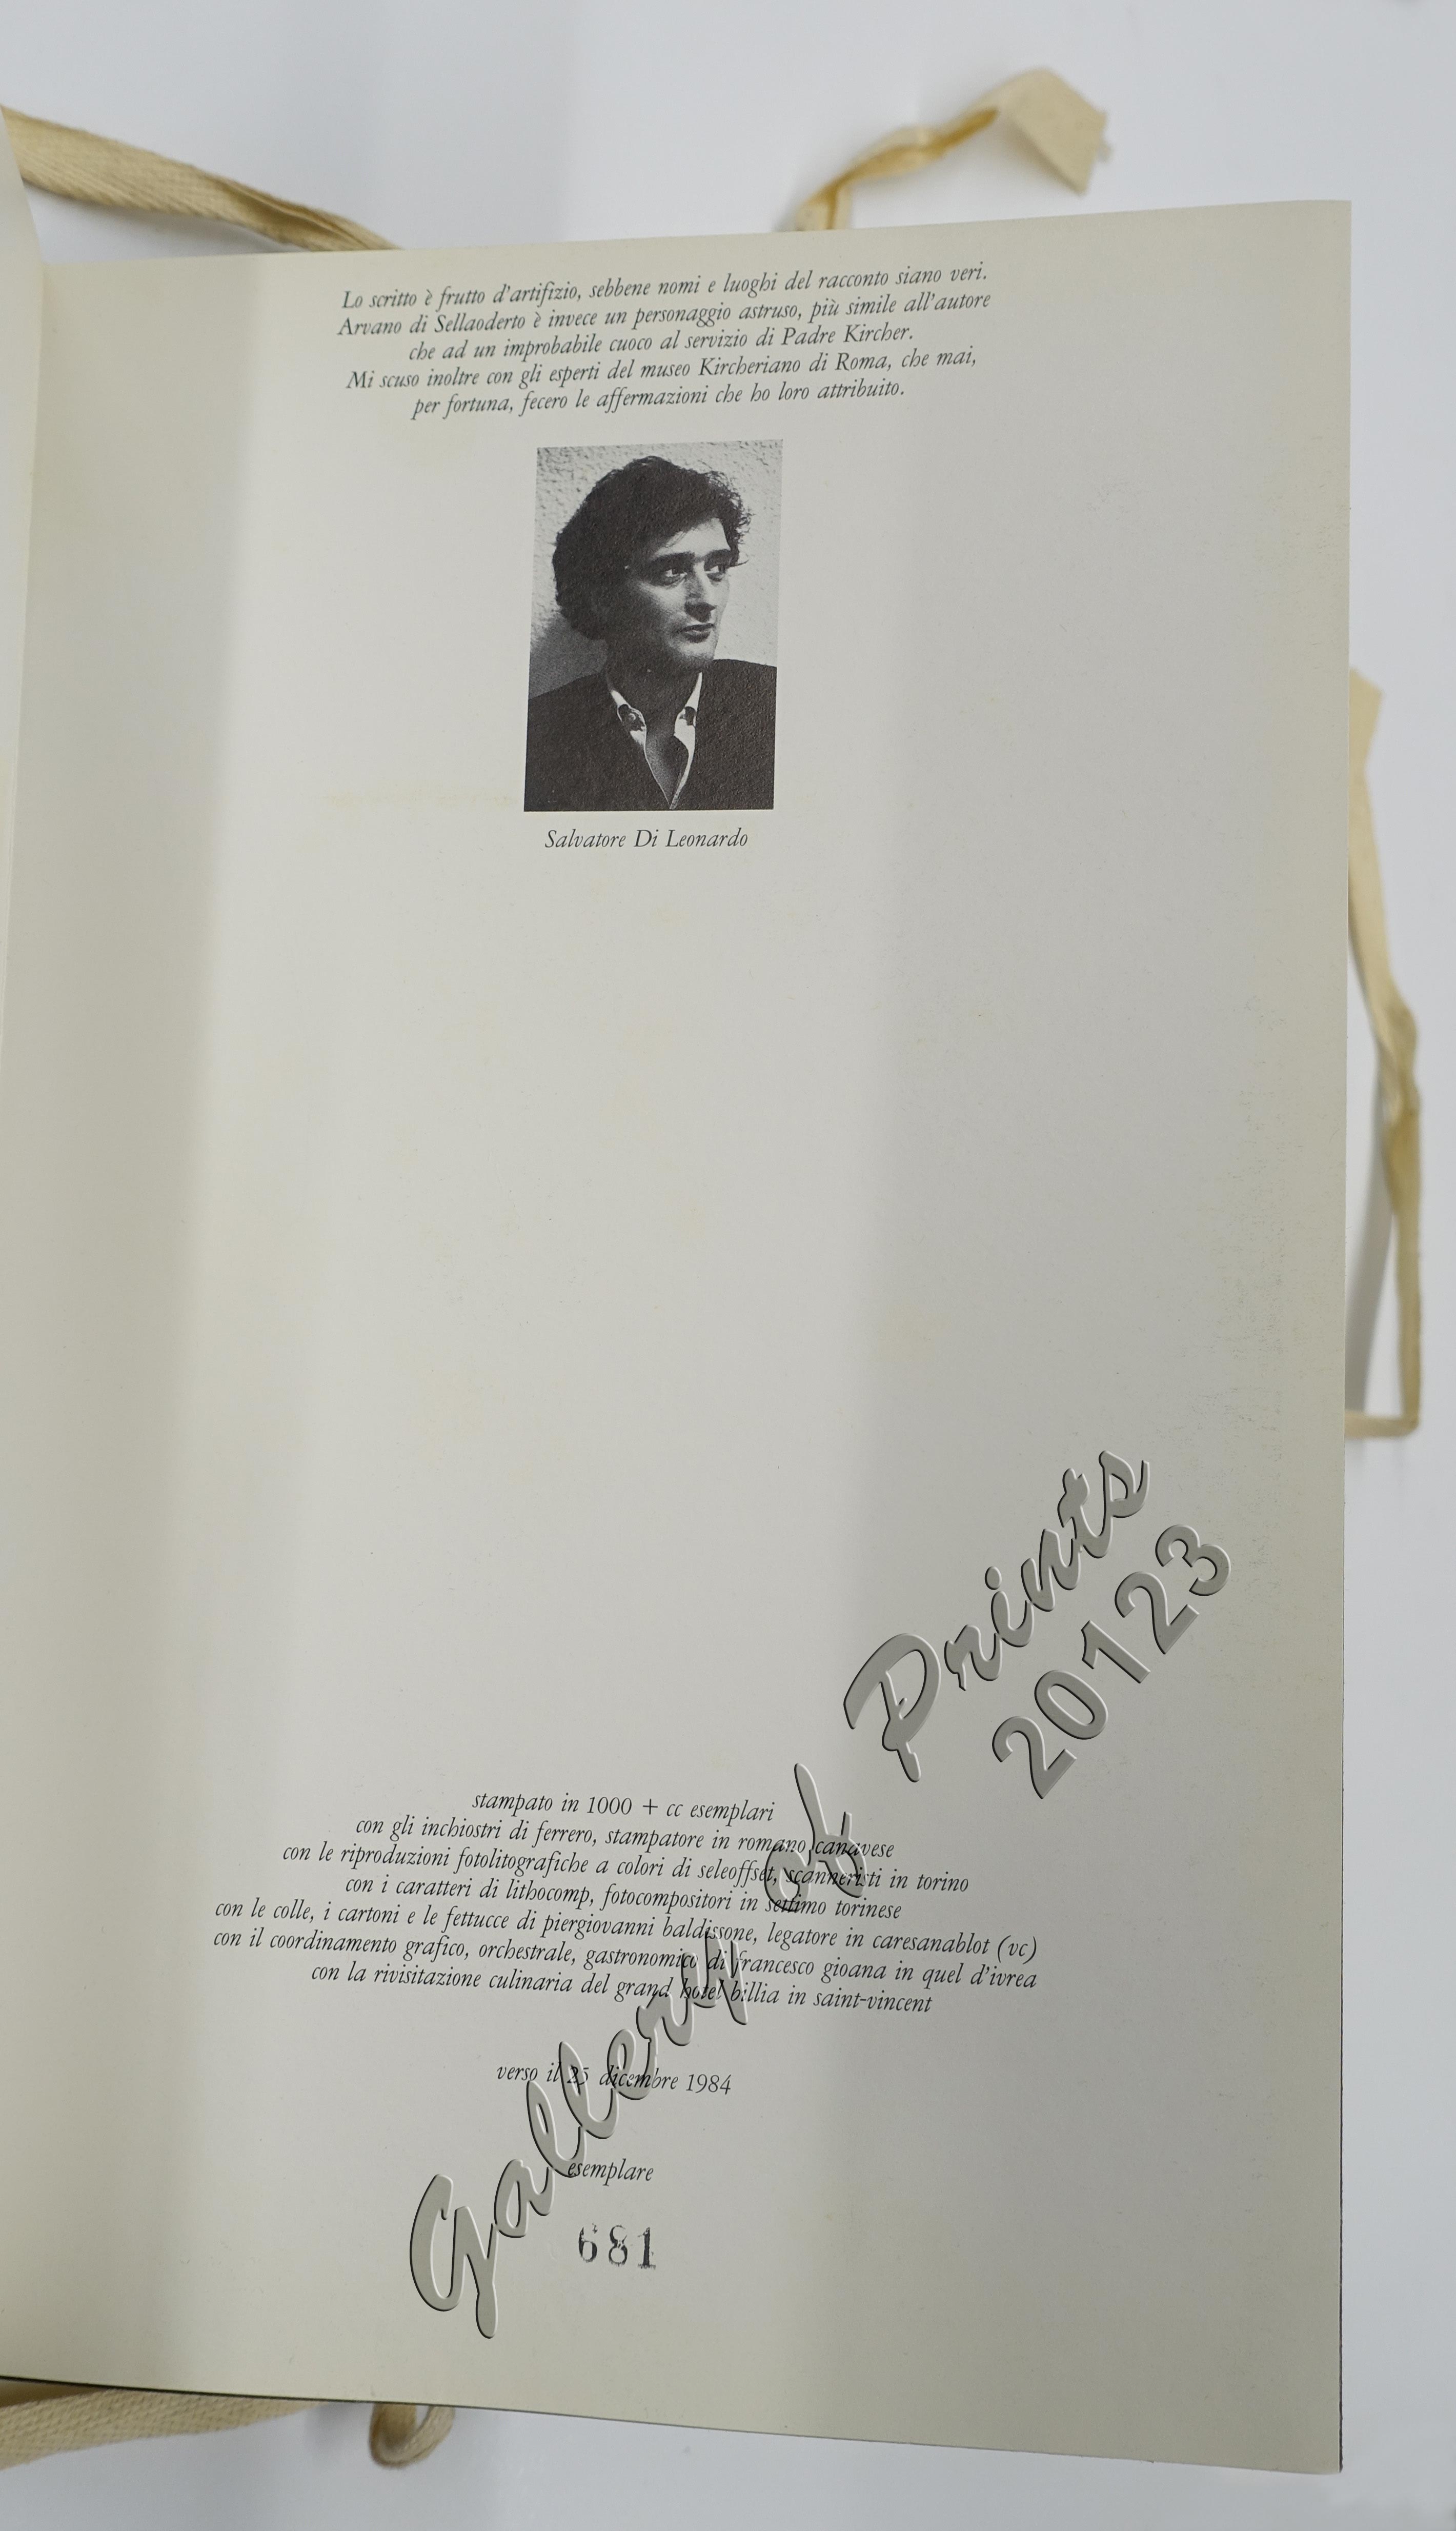 Lo scritto è frutto d'artifizio, sebbene nomi e luoghi del racconto siano veri.
Arvano di Sellaoderto è invece un personaggio astruso, più simile all'autore
che ad un improbabile cuoco al servizio di Padre Kircher.
Mi scuso inoltre con gli esperti del museo Kircheriano di Roma, che mai,
per fortuna, fecero le affermazioni che ho loro attribuito.
Salvatore Di Leonardo
stampato in 1000 + cc esemplari
con gli inchiostri di ferrero, stampatore in romano canavese
con le riproduzioni fotolitografiche a colori di seleoffset, scanneristi in torino
con i caratteri di lithocomp, fotocompositori in settimo torinese
con le colle, i cartoni e le fettucce di piergiovanni baldissone, legatore in caresanablot (vc)
con il coordinamento grafico, orchestrale, gastronomico di francesco gioana in quel d'ivrea
con la rivisitazione culinaria del grand hotel billia in saint-vincent
verso il 25 dicembre 1984
esemplare
681
Gallery of Prints
20123